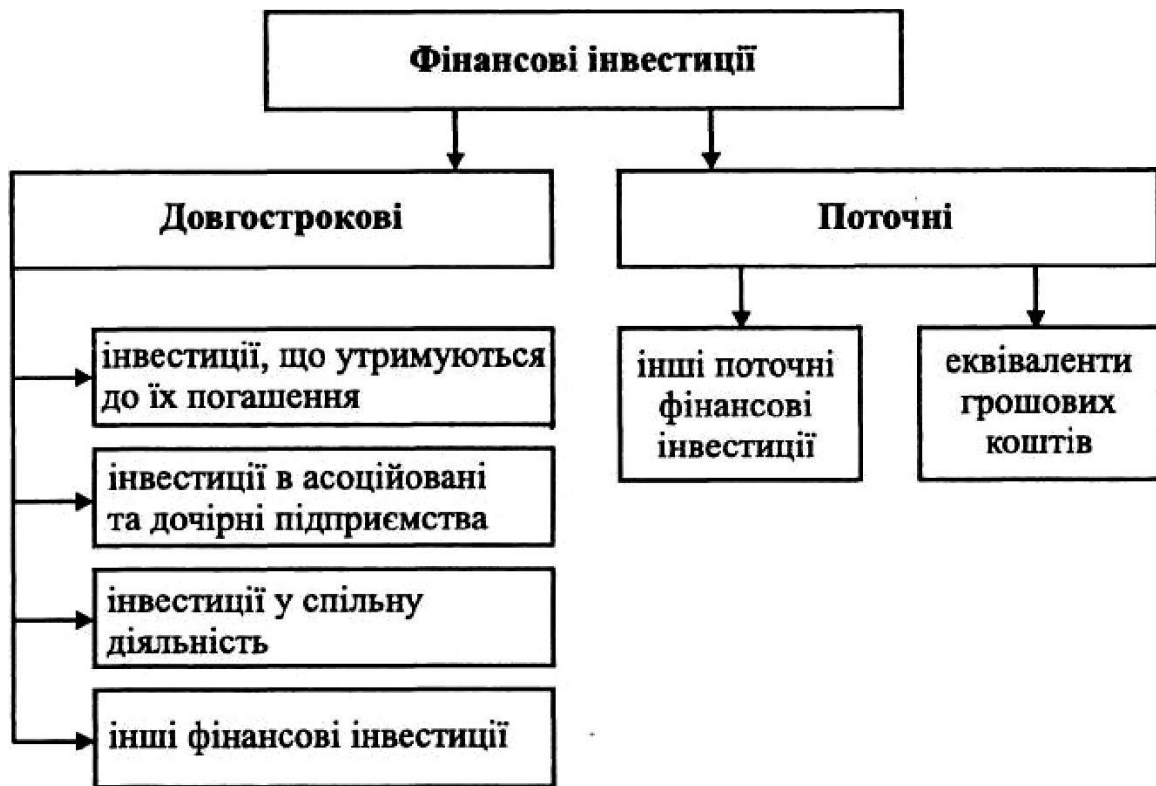 Фінансові інвестиції
Довгострокові
Поточні
інвестиції, що утримуються
до їх погашення
інвестиції в асоційовані
та дочірні підприємства
інвестиції у спільну
діяльність
інші фінансові інвестиції
інші поточні
фінансові
інвестиції
еквіваленти
грошових
коштів